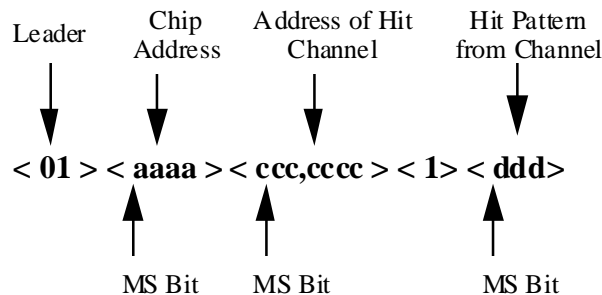 Leader
Chip
Address
Address of Hit
Channel
Hit Pattern
from Channel
< 01 >< aaaa >< ccc,cccc >< 1>< ddd>
MS Bit
MS Bit
MS Bit